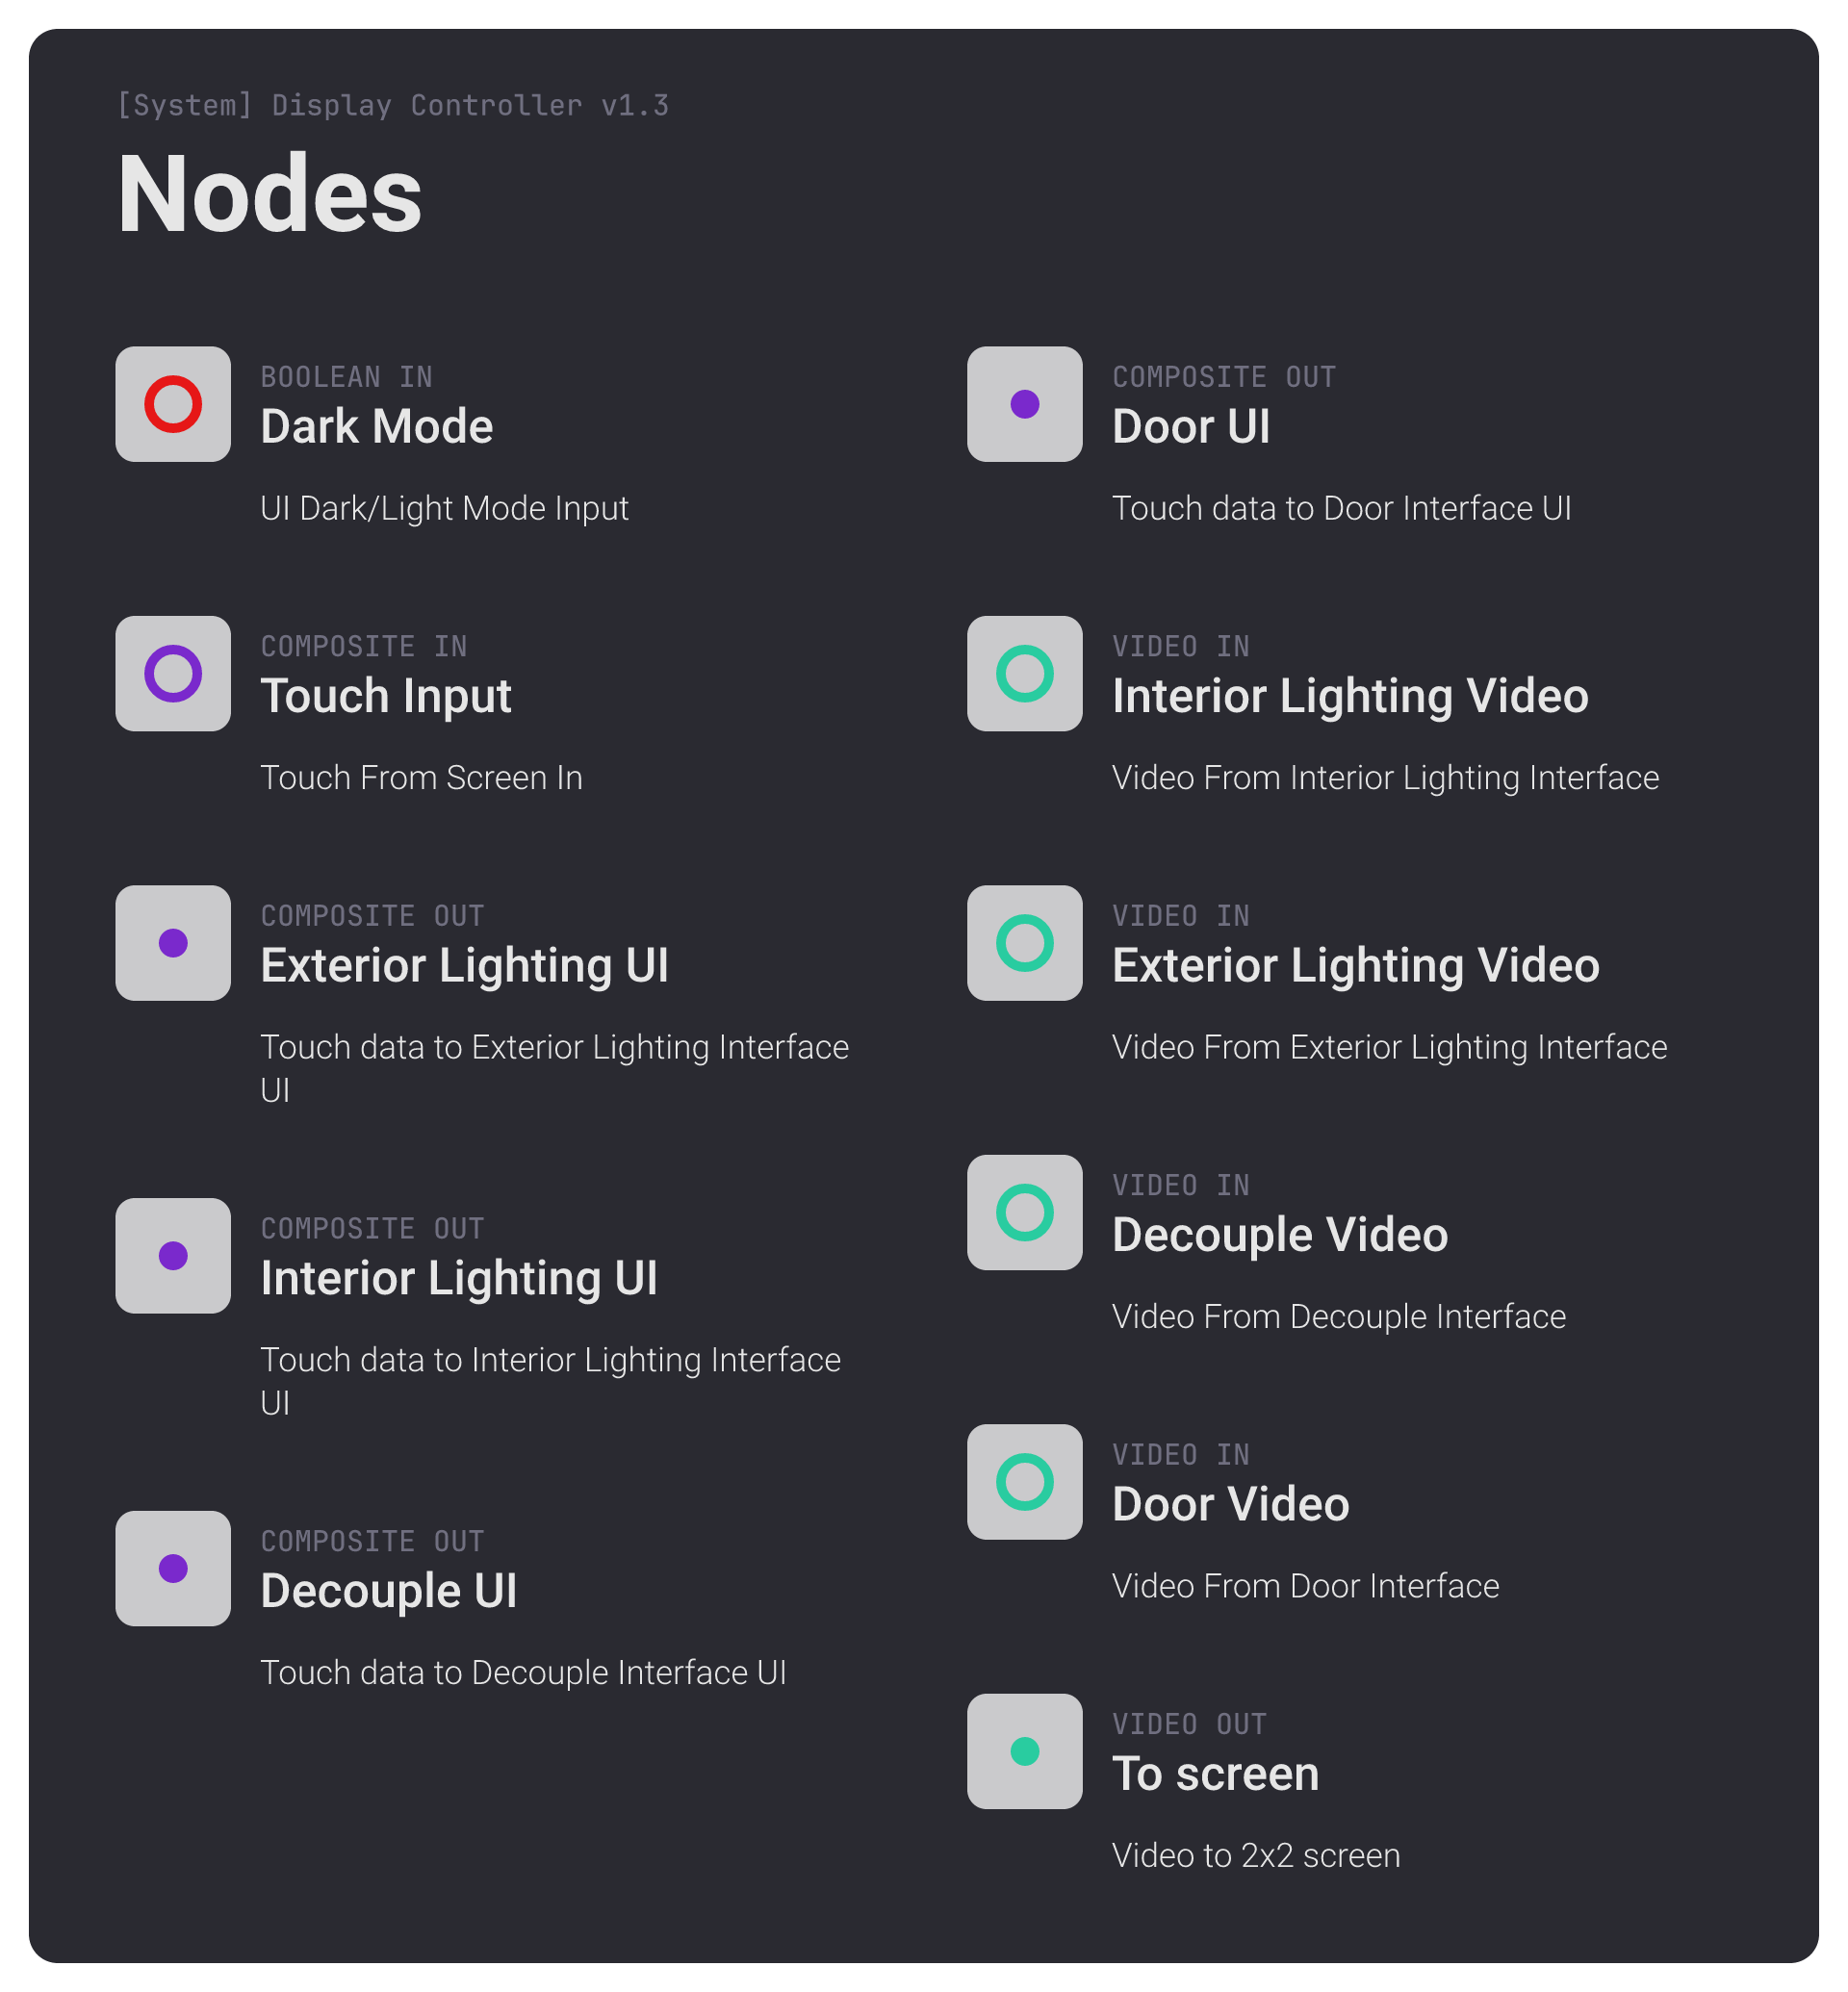 [System] Display Controller v1.3
Nodes
BOOLEAN IN
Dark Mode
UI Dark/Light Mode Input
COMPOSITE IN
Touch Input
Touch From Screen In
COMPOSITE OUT
Exterior Lighting UI
Touch data to Exterior Lighting Interface
UI
COMPOSITE OUT
Interior Lighting UI
Touch data to Interior Lighting Interface
UI
COMPOSITE OUT
Decouple UI
Touch data to Decouple Interface UI
COMPOSITE OUT
Door UI
Touch data to Door Interface UI
VIDEO IN
Interior Lighting Video
Video From Interior Lighting Interface
VIDEO IN
Exterior Lighting Video
Video From Exterior Lighting Interface
VIDEO IN
Decouple Video
Video From Decouple Interface
VIDEO IN
Door Video
Video From Door Interface
VIDEO OUT
To screen
Video to 2x2 screen